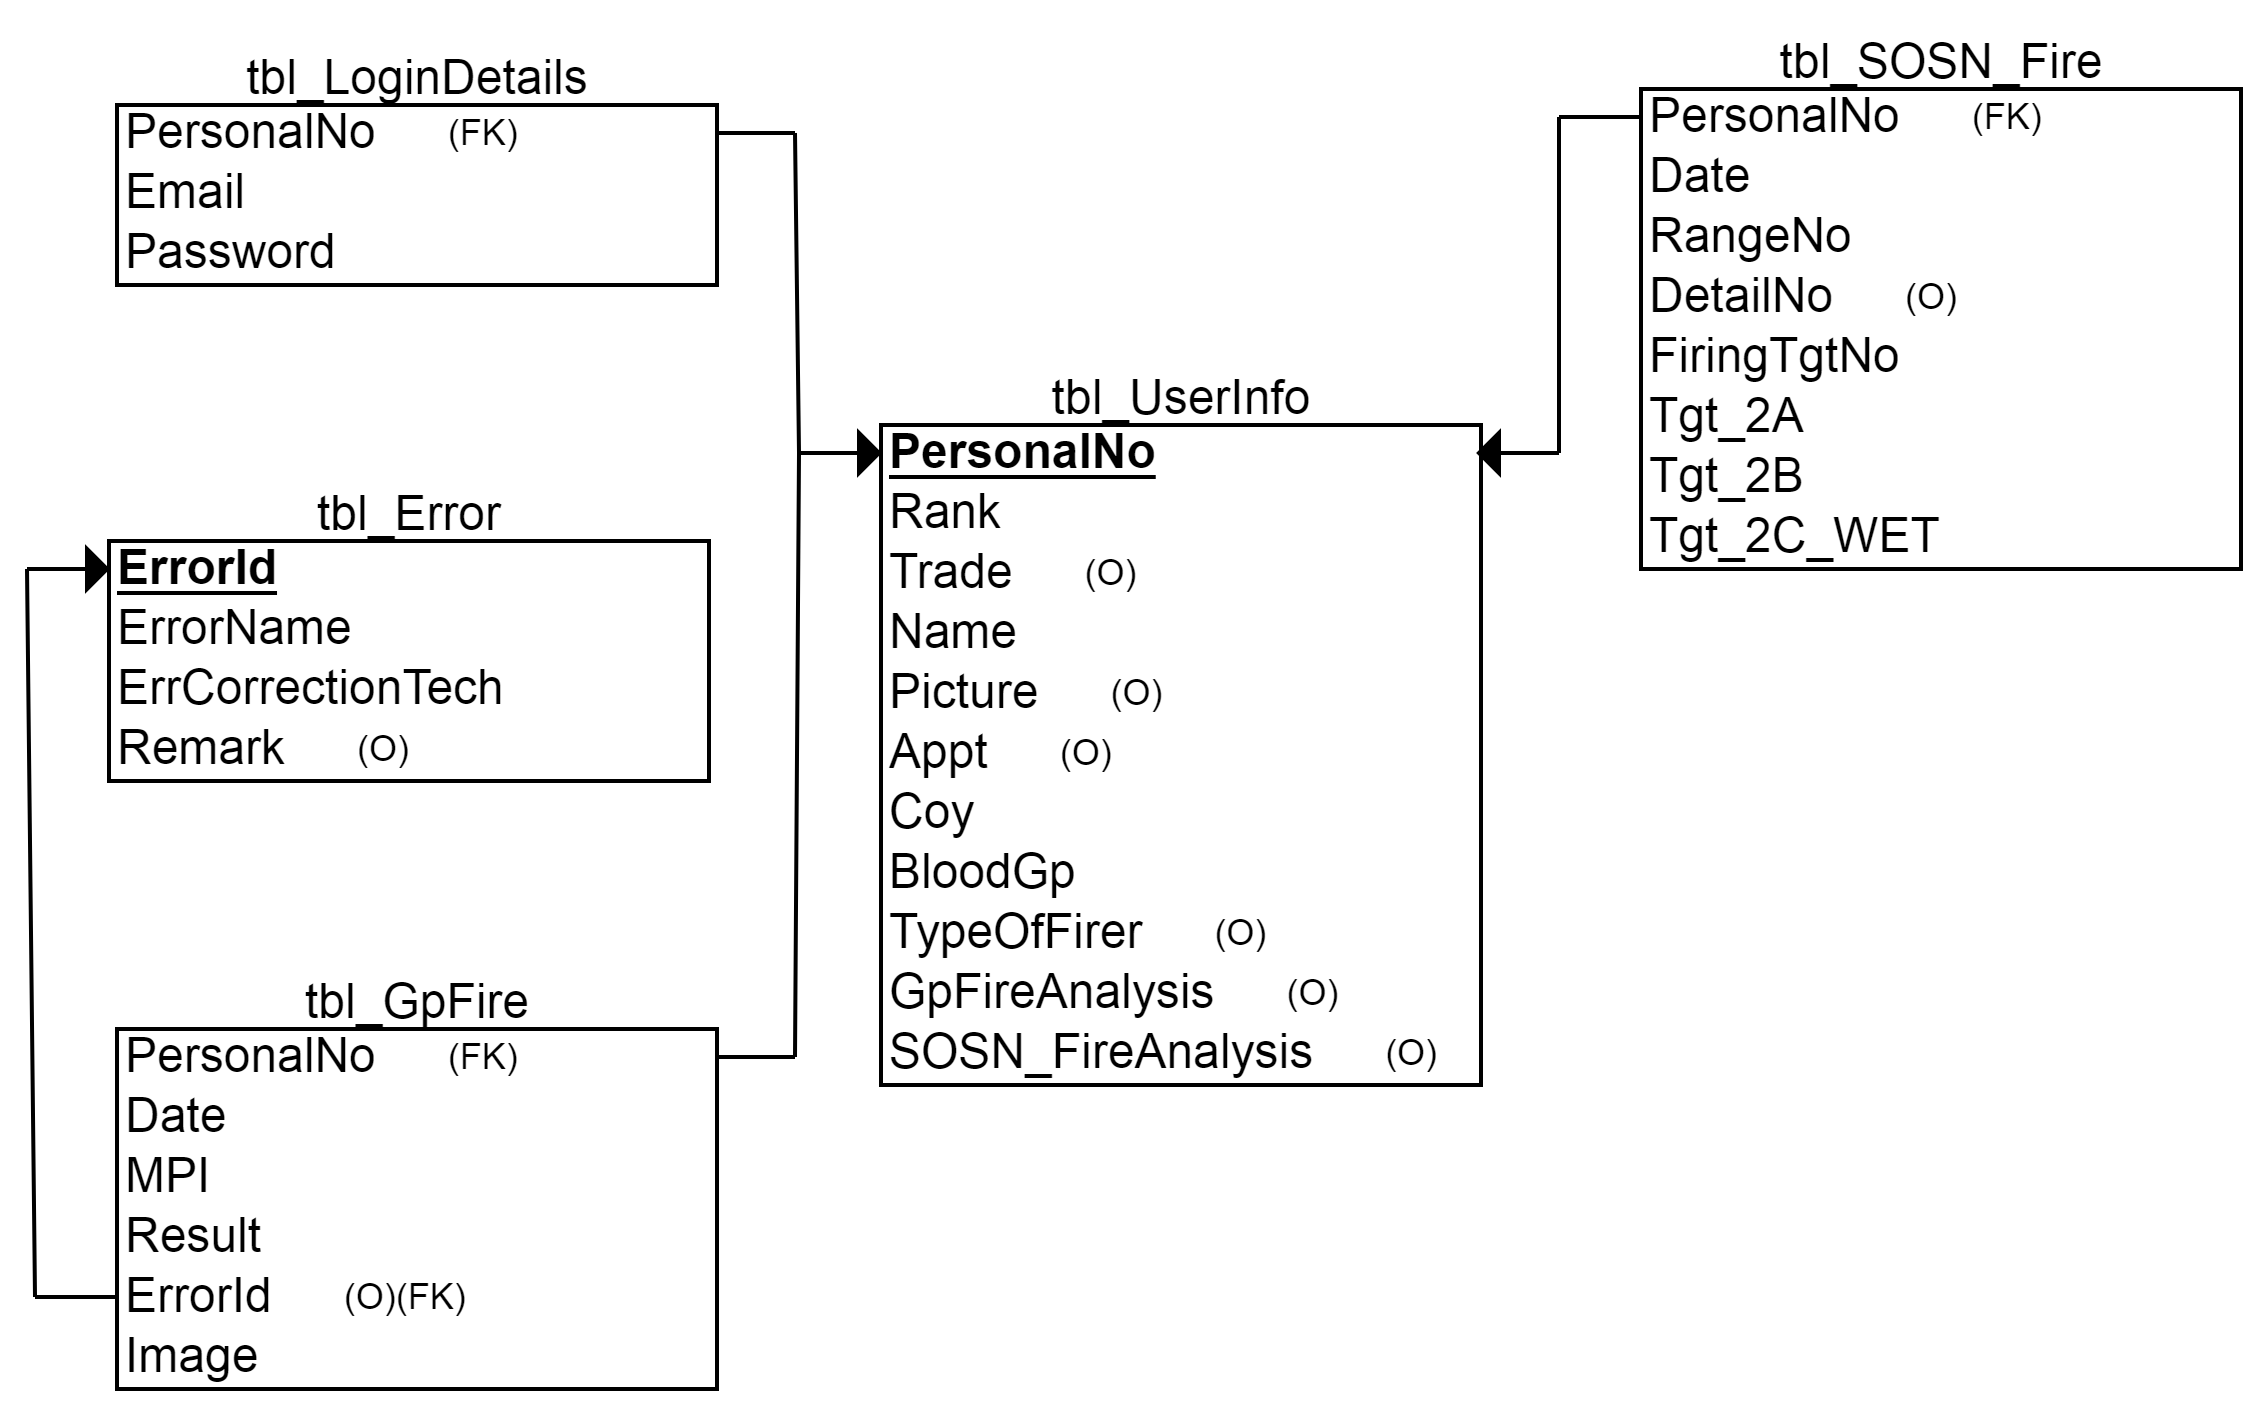 tbl_LoginDetails
PersonalNo (FK)
Email
Password
tbl_Error
ErrorId
ErrorName
ErrCorrectionTech
Remark (O)
tbl_GpFire
PersonalNo (FK)
Date
MPI
Result
ErrorId (O)(FK)
Image
tbl_UserInfo
PersonalNo
Rank
Trade (O)
Name
Picture (O)
Appt (O)
Coy
BloodGp
TypeOfFirer (O)
GpFireAnalysis (O)
SOSN_FireAnalysis (O)
tbl_SOSN_Fire
PersonalNo (FK)
Date
RangeNo
DetailNo (O)
FiringTgtNo
Tgt_2A
Tgt_2B
Tgt_2C_WET